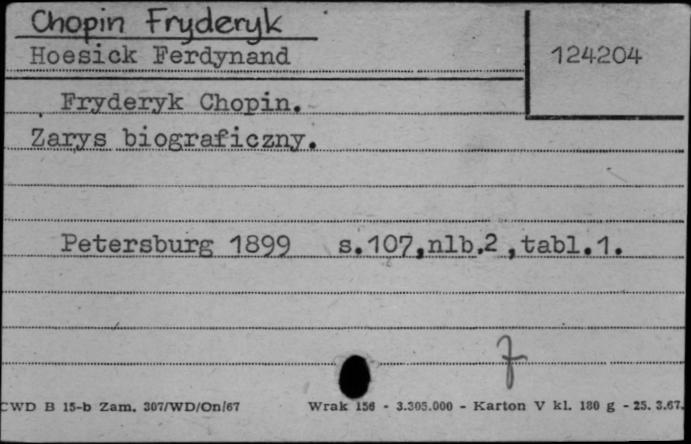 Chopin Fryderyk
Hoesick Ferdynand
124204
Fryderyk Chopin.
Zarys biograficzny.
Petersburg 1899 s.107,nlb.2,tabl.1.
CWD B 15-b Zam. 307/WD/On/67 Wrak 156 - 3.305.000 - Karton V kl. 180 g - 25. 3.67.